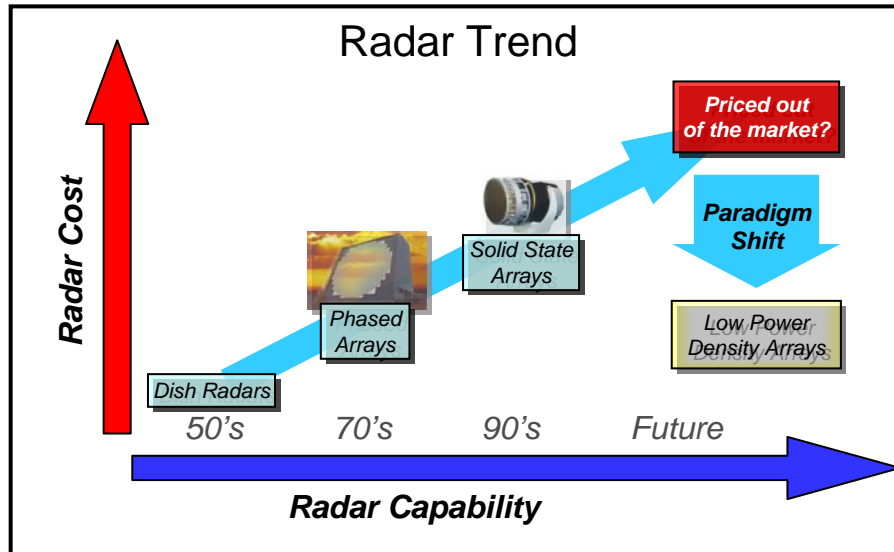 Radar Trend
Radar Cost
Priced out
of the market?
Paradigm
Shift
Solid State
Arrays
Phased
Arrays
Low Power
Density Arrays
Dish Radars
50's
70's
90's
Future
Radar Capability